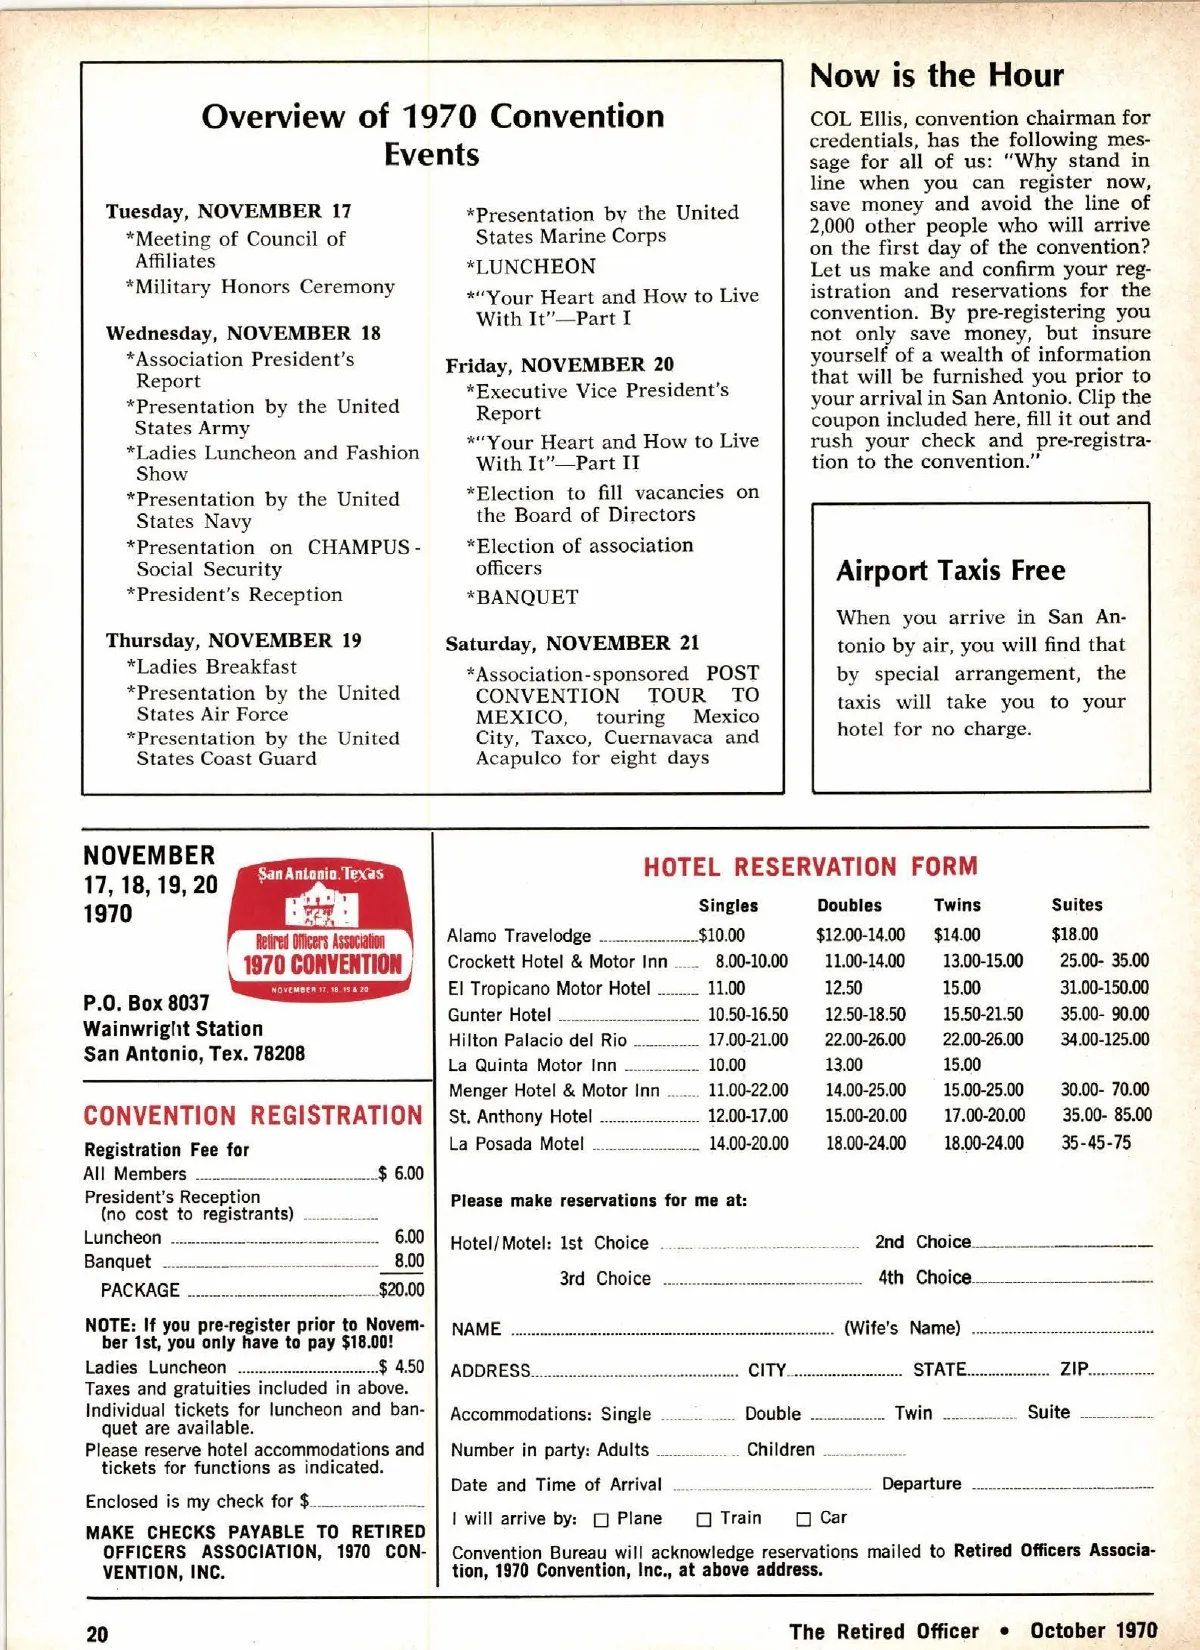 Overview of 1970 Convention
Events
Tuesday, NOVEMBER 17
*Meeting of Council of
Affiliates
*Military Honors Ceremony
Wednesday, NOVEMBER 18
*Association President's
Report
*Presentation by the United
States Army
*Ladies Luncheon and Fashion
Show
*Presentation by the United
States Navy
*Presentation on CHAMPUS -
Social Security
*President's Reception
Thursday, NOVEMBER 19
*Ladies Breakfast
*Presentation by the United
States Air Force
*Presentation by the United
States Coast Guard
*Presentation by the United
States Marine Corps
*LUNCHEON
*"Your Heart and How to Live
With It"—Part I
Friday, NOVEMBER 20
*Executive Vice President's
Report
*"Your Heart and How to Live
With It"—Part II
*Election to fill vacancies on
the Board of Directors
*Election of association
officers
*BANQUET
Saturday, NOVEMBER 21
*Association-sponsored POST
CONVENTION TOUR TO
MEXICO, touring Mexico
City, Taxco, Cuernavaca and
Acapulco for eight days
Now is the Hour
COL Ellis, convention chairman for
credentials, has the following mes-
sage for all of us: "Why stand in
line when you can register now,
save money and avoid the line of
2,000 other people who will arrive
on the first day of the convention?
Let us make and confirm your reg-
istration and reservations for the
convention. By pre-registering you
not only save money, but insure
yourself of a wealth of information
that will be furnished you prior to
your arrival in San Antonio. Clip the
coupon included here, fill it out and
rush your check and pre-registra-
tion to the convention."
Airport Taxis Free
When you arrive in San An-
tonio by air, you will find that
by special arrangement, the
taxis will take you to your
hotel for no charge.
NOVEMBER
17, 18, 19, 20
1970
San Antonio, Texas
Retired Officers Association
1970 CONVENTION
NOVEMBER 17, 18, 19 & 20
P.O. Box 8037
Wainwright Station
San Antonio, Tex. 78208
CONVENTION REGISTRATION
Registration Fee for
All Members $ 6.00
President's Reception
(no cost to registrants)
Luncheon 6.00
Banquet 8.00
PACKAGE $20.00
NOTE: If you pre-register prior to Novem-
ber 1st, you only have to pay $18.00!
Ladies Luncheon $ 4.50
Taxes and gratuities included in above.
Individual tickets for luncheon and ban-
quet are available.
Please reserve hotel accommodations and
tickets for functions as indicated.
Enclosed is my check for $
MAKE CHECKS PAYABLE TO RETIRED
OFFICERS ASSOCIATION, 1970 CON-
VENTION, INC.
HOTEL RESERVATION FORM
Singles Doubles Twins Suites
Alamo Travelodge $10.00 $12.00-14.00 $14.00 $18.00
Crockett Hotel & Motor Inn 8.00-10.00 11.00-14.00 13.00-15.00 25.00- 35.00
El Tropicano Motor Hotel 11.00 12.50 15.00 31.00-150.00
Gunter Hotel 10.50-16.50 12.50-18.50 15.50-21.50 35.00- 90.00
Hilton Palacio del Rio 17.00-21.00 22.00-26.00 22.00-26.00 34.00-125.00
La Quinta Motor Inn 10.00 13.00 15.00
Menger Hotel & Motor Inn 11.00-22.00 14.00-25.00 15.00-25.00 30.00- 70.00
St. Anthony Hotel 12.00-17.00 15.00-20.00 17.00-20.00 35.00- 85.00
La Posada Motel 14.00-20.00 18.00-24.00 18.00-24.00 35-45-75
Please make reservations for me at:
Hotel/Motel: 1st Choice 2nd Choice
3rd Choice 4th Choice
NAME (Wife's Name)
ADDRESS CITY STATE ZIP
Accommodations: Single Double Twin Suite
Number in party: Adults Children
Date and Time of Arrival Departure
I will arrive by: □ Plane □ Train □ Car
Convention Bureau will acknowledge reservations mailed to Retired Officers Associa-
tion, 1970 Convention, Inc., at above address.
20
The Retired Officer • October 1970